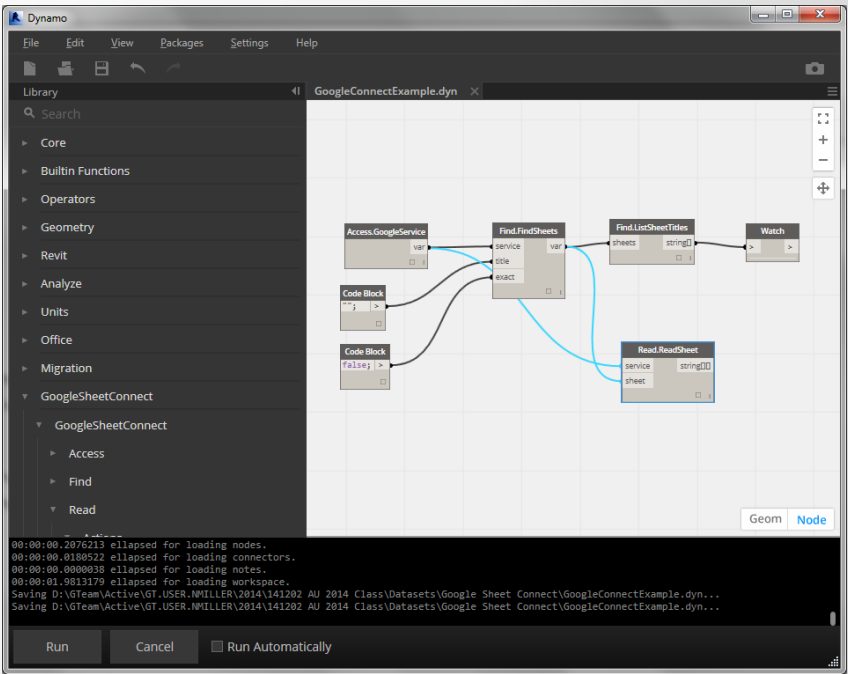 Dynamo
File Edit View Packages Settings Help
Library
GoogleConnectExample.dyn
Search
Core
Builtin Functions
Operators
Geometry
Revit
Analyze
Units
Office
Migration
GoogleSheetConnect
GoogleSheetConnect
Access
Find
Read
Access.GoogleService
var
Code Block
""; >
Code Block
false; >
Find.FindSheets
service var
title
exact
Find.ListSheetTitles
sheets string[]
Watch
> >
Read.ReadSheet
service string[][]
sheet
Geom Node
00:00:00.2076213 ellapsed for loading nodes.
00:00:00.0180522 ellapsed for loading connectors.
00:00:00.0000038 ellapsed for loading notes.
00:00:01.9813179 ellapsed for loading workspace.
Saving D:\GTeam\Active\GT.USER.NMILLER\2014\141202 AU 2014 Class\Datasets\Google Sheet Connect\GoogleConnectExample.dyn...
Saving D:\GTeam\Active\GT.USER.NMILLER\2014\141202 AU 2014 Class\Datasets\Google Sheet Connect\GoogleConnectExample.dyn...
Run Cancel Run Automatically